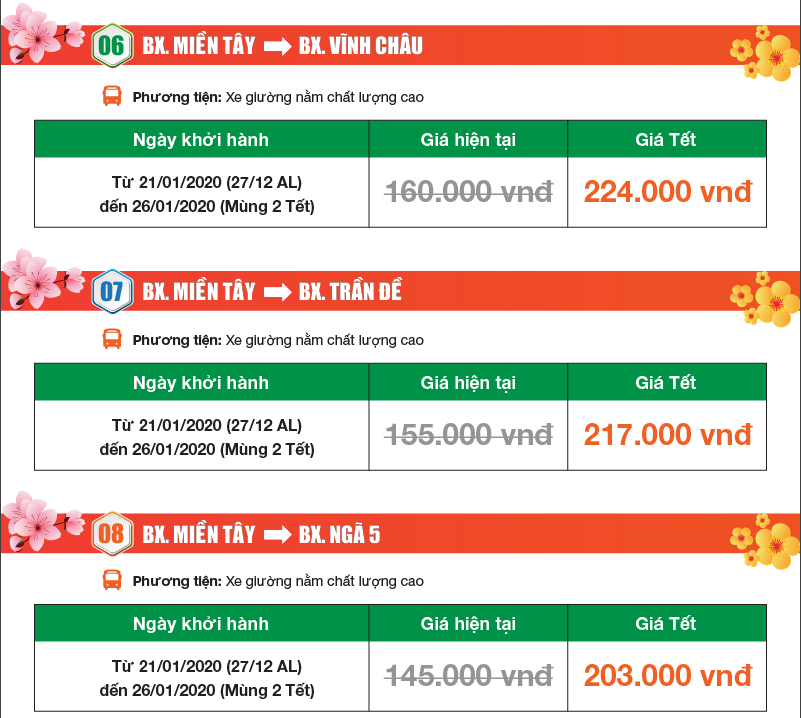 06 BX. MIỀN TÂY BX. VĨNH CHÂU
Phương tiện: Xe giường nằm chất lượng cao
Ngày khởi hành Giá hiện tại Giá Tết
Từ 21/01/2020 (27/12 AL)
đến 26/01/2020 (Mùng 2 Tết)
160.000 vnđ 224.000 vnđ
07 BX. MIỀN TÂY BX. TRẦN ĐỀ
Phương tiện: Xe giường nằm chất lượng cao
Ngày khởi hành Giá hiện tại Giá Tết
Từ 21/01/2020 (27/12 AL)
đến 26/01/2020 (Mùng 2 Tết)
155.000 vnđ 217.000 vnđ
08 BX. MIỀN TÂY BX. NGÃ 5
Phương tiện: Xe giường nằm chất lượng cao
Ngày khởi hành Giá hiện tại Giá Tết
Từ 21/01/2020 (27/12 AL)
đến 26/01/2020 (Mùng 2 Tết)
145.000 vnđ 203.000 vnđ